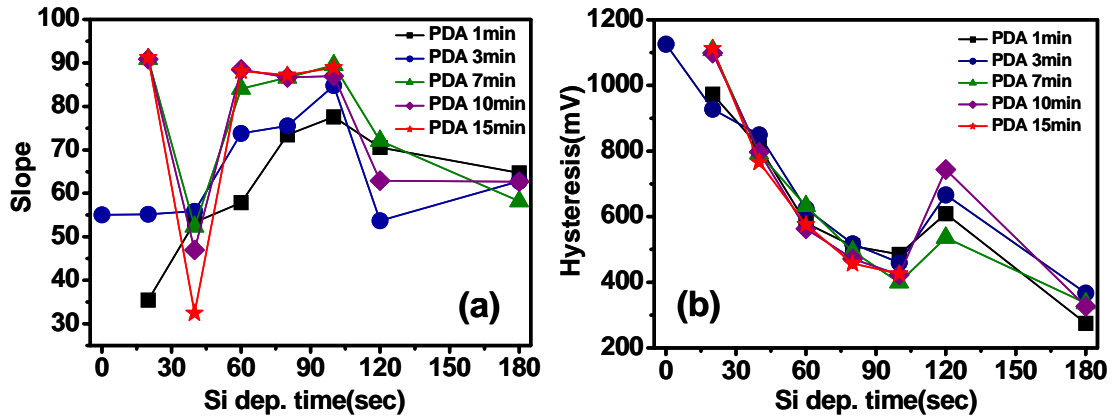 100
90
80
70
60
50
40
30
0
30
60
90
120
150
180
Slope
Si dep. time(sec)
PDA 1min
PDA 3min
PDA 7min
PDA 10min
PDA 15min
(a)
1200
1000
800
600
400
200
0
30
60
90
120
150
180
Hysteresis(mV)
Si dep. time(sec)
PDA 1min
PDA 3min
PDA 7min
PDA 10min
PDA 15min
(b)